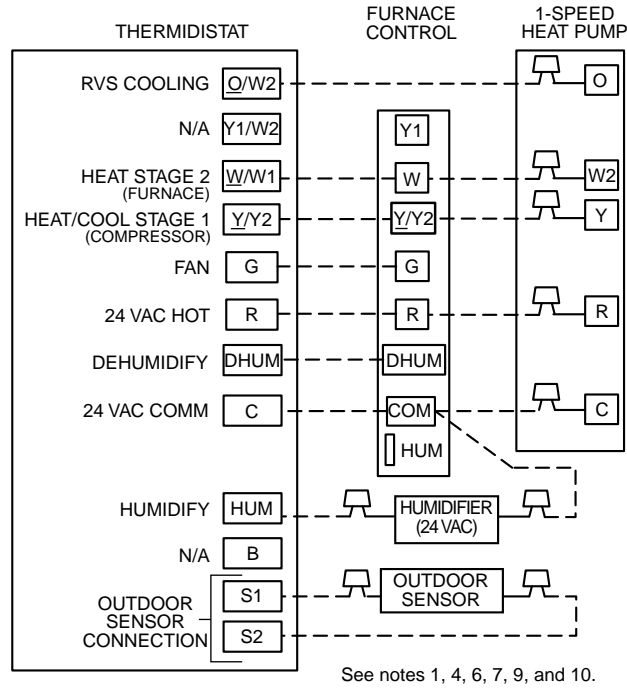 THERMIDISTAT
FURNACE
CONTROL
1-SPEED
HEAT PUMP
RVS COOLING O/W2 O
N/A Y1/W2 Y1
HEAT STAGE 2 W/W1 W W2
(FURNACE)
HEAT/COOL STAGE 1 Y/Y2 Y/Y2 Y
(COMPRESSOR)
FAN G G
24 VAC HOT R R R
DEHUMIDIFY DHUM DHUM
24 VAC COMM C COM C
HUM
HUMIDIFY HUM HUMIDIFIER
(24 VAC)
N/A B
OUTDOOR
SENSOR
CONNECTION
S1
S2
OUTDOOR
SENSOR
See notes 1, 4, 6, 7, 9, and 10.